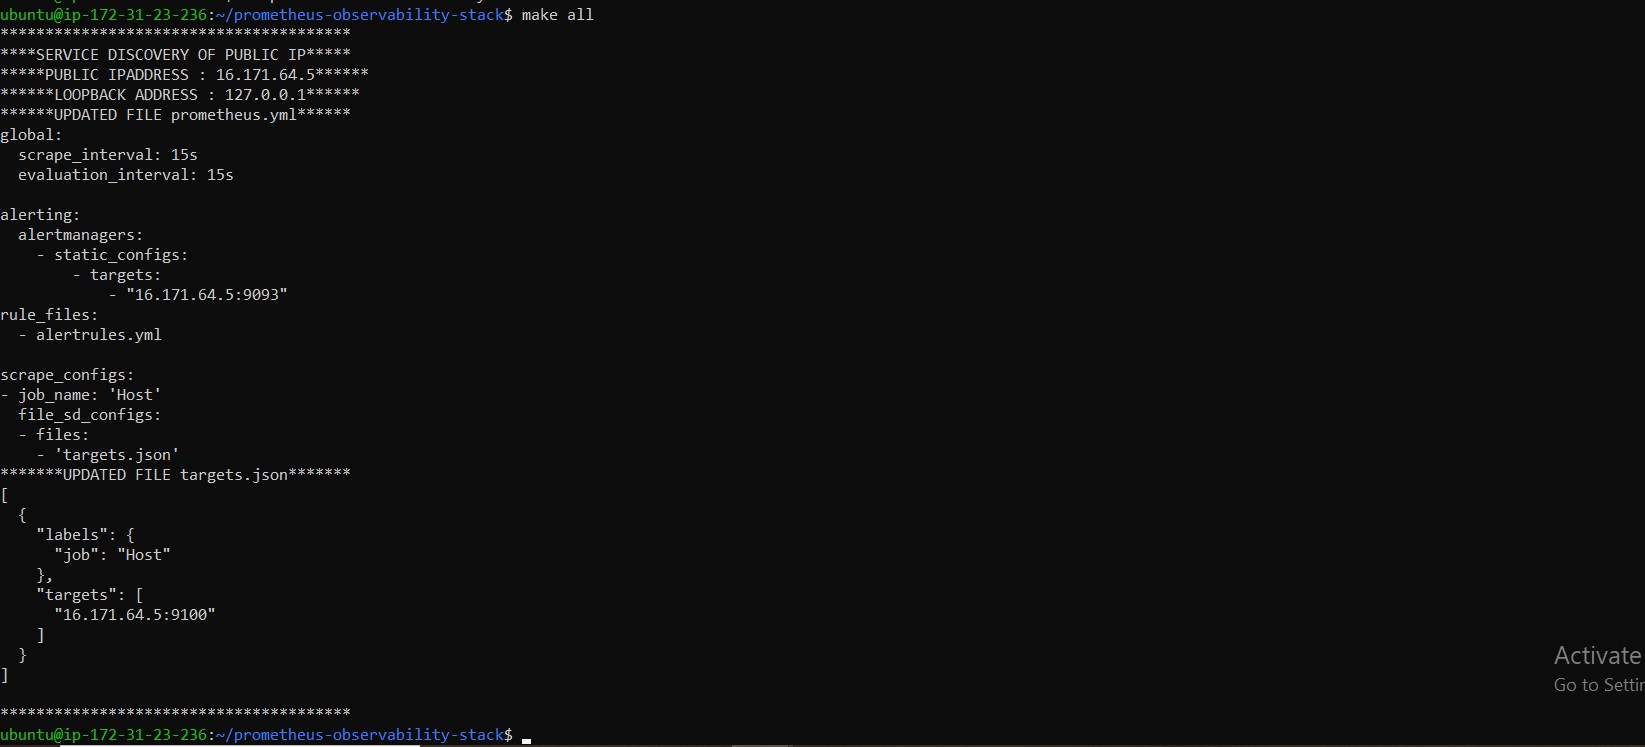 ubuntu@ip-172-31-23-236:~/prometheus-observability-stack$ make all
***************************************
****SERVICE DISCOVERY OF PUBLIC IP*****
*****PUBLIC IPADDRESS : 16.171.64.5******
******LOOPBACK ADDRESS : 127.0.0.1******
******UPDATED FILE prometheus.yml******
global:
  scrape_interval: 15s
  evaluation_interval: 15s

alerting:
  alertmanagers:
    - static_configs:
        - targets:
            - "16.171.64.5:9093"
rule_files:
  - alertrules.yml

scrape_configs:
- job_name: 'Host'
  file_sd_configs:
  - files:
    - 'targets.json'
*******UPDATED FILE targets.json*******
[
  {
    "labels": {
      "job": "Host"
    },
    "targets": [
      "16.171.64.5:9100"
    ]
  }
]

***************************************
ubuntu@ip-172-31-23-236:~/prometheus-observability-stack$
Activate
Go to Settin